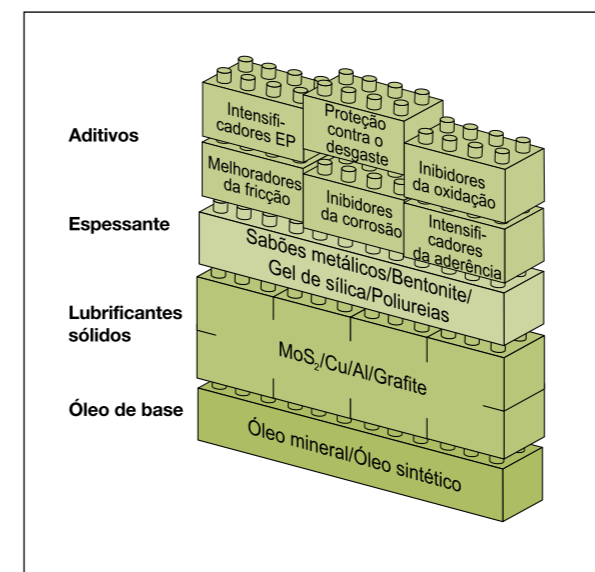 Aditivos
Intensifi-
cadores EP
Proteção
contra o
desgaste
Inibidores
da oxidação
Melhoradores
da fricção
Inibidores
da corrosão
Intensifi-
cadores
da aderência
Espessante
Sabões metálicos/Bentonite/
Gel de sílica/Poliureias
Lubrificantes
sólidos
MoS₂/Cu/Al/Grafite
Óleo de base
Óleo mineral/Óleo sintético